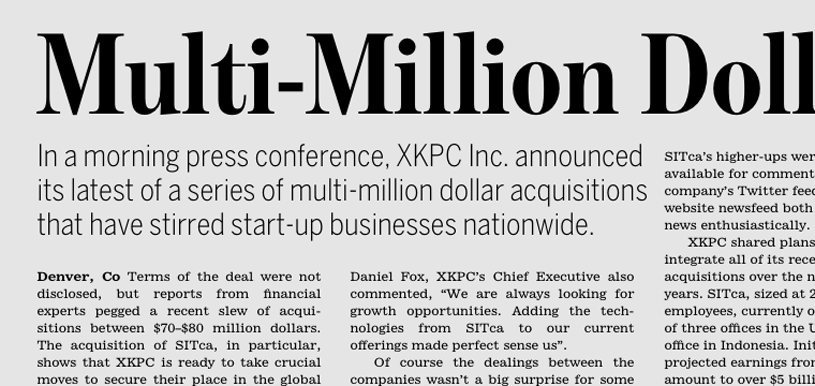 Multi-Million Doll
In a morning press conference, XKPC Inc. announced
its latest of a series of multi-million dollar acquisitions
that have stirred start-up businesses nationwide.
Denver, Co Terms of the deal were not
disclosed, but reports from financial
experts pegged a recent slew of acqui-
sitions between $70–$80 million dollars.
The acquisition of SITca, in particular,
shows that XKPC is ready to take crucial
moves to secure their place in the global
Daniel Fox, XKPC’s Chief Executive also
commented, “We are always looking for
growth opportunities. Adding the tech-
nologies from SITca to our current
offerings made perfect sense us”.
Of course the dealings between the
companies wasn’t a big surprise for some
SITca’s higher-ups wer
available for comment
company’s Twitter feed
website newsfeed both
news enthusiastically.
XKPC shared plans
integrate all of its rece
acquisitions over the n
years. SITca, sized at 2
employees, currently o
of three offices in the U
office in Indonesia. Init
projected earnings fron
amount to over $5 billi